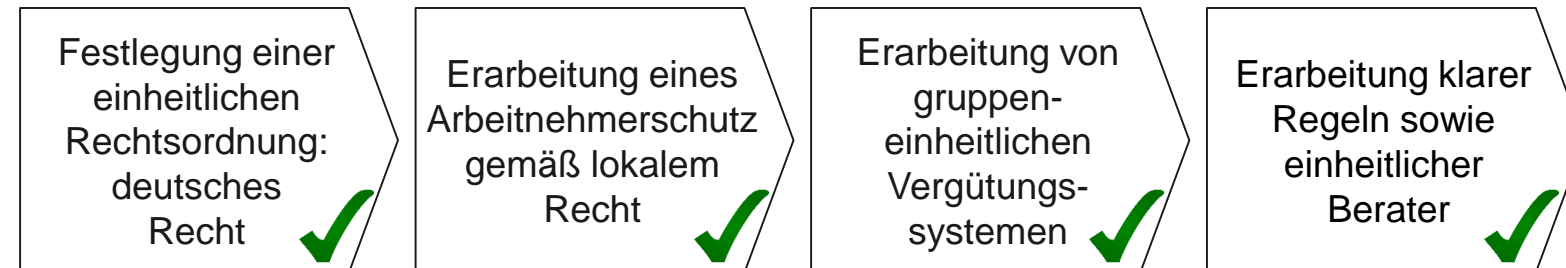 Festlegung einer
einheitlichen
Rechtsordnung:
deutsches
Recht
Erarbeitung eines
Arbeitnehmerschutz
gemäß lokalem
Recht
Erarbeitung von
gruppen-
einheitlichen
Vergütungs-
systemen
Erarbeitung klarer
Regeln sowie
einheitlicher
Berater